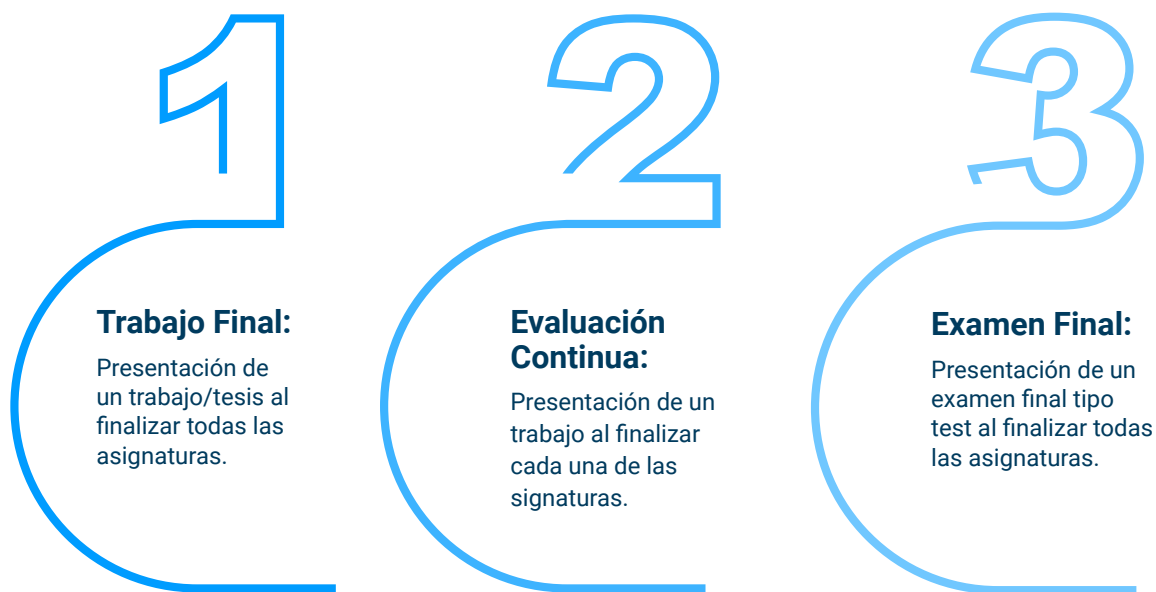 1
Trabajo Final:
Presentación de
un trabajo/tesis al
finalizar todas las
asignaturas.
2
Evaluación
Continua:
Presentación de un
trabajo al finalizar
cada una de las
signaturas.
3
Examen Final:
Presentación de un
examen final tipo
test al finalizar todas
las asignaturas.